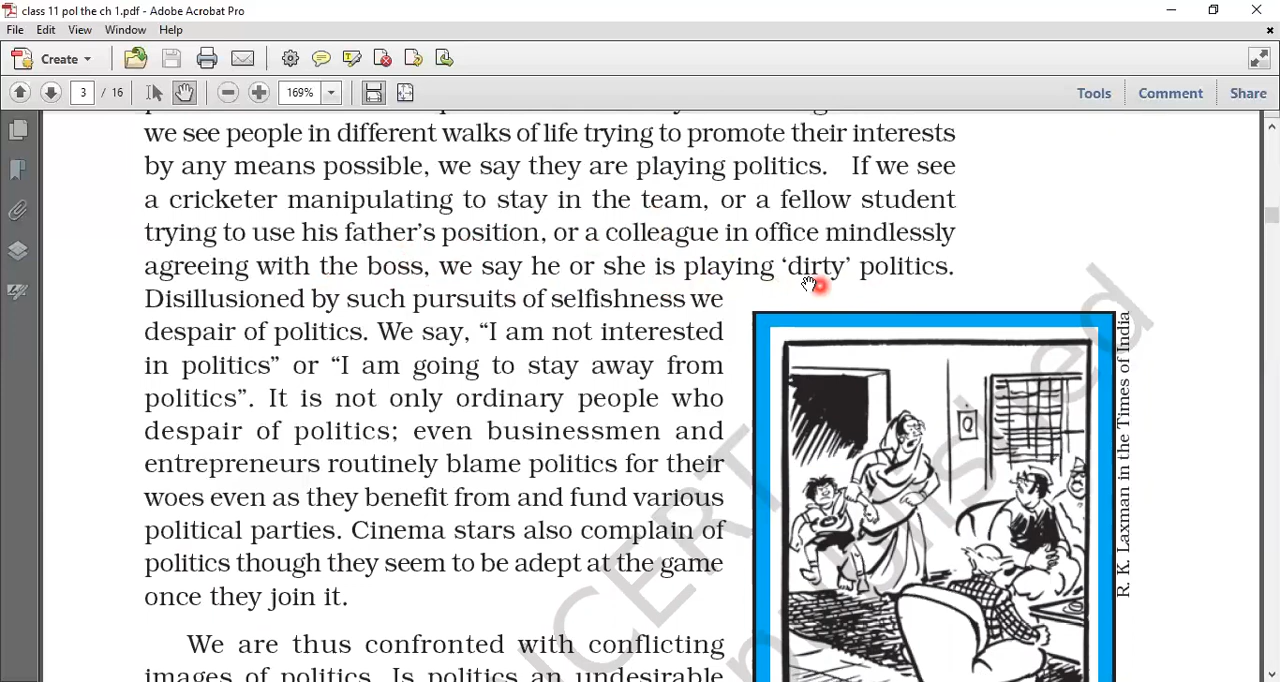 class 11 pol the ch 1.pdf - Adobe Acrobat Pro
File Edit View Window Help
Create
3 / 16 169% Tools Comment Share
we see people in different walks of life trying to promote their interests
by any means possible, we say they are playing politics. If we see
a cricketer manipulating to stay in the team, or a fellow student
trying to use his father's position, or a colleague in office mindlessly
agreeing with the boss, we say he or she is playing ‘dirty’ politics.
Disillusioned by such pursuits of selfishness we
despair of politics. We say, “I am not interested
in politics” or “I am going to stay away from
politics”. It is not only ordinary people who
despair of politics; even businessmen and
entrepreneurs routinely blame politics for their
woes even as they benefit from and fund various
political parties. Cinema stars also complain of
politics though they seem to be adept at the game
once they join it.
We are thus confronted with conflicting
images of politics. Is politics an undesirable
R. K. Laxman in the Times of India
NCERT